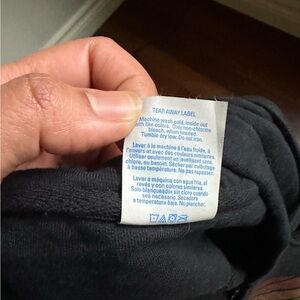 TEAR AWAY LABEL
Machine wash cold, inside out
with like colors. Only non-chlorine
bleach, when needed.
Tumble dry low. Do not iron.
Laver à la machine à l'eau froide, à
l'envers et avec des couleurs similaires.
Utiliser seulement un javellisant sans
chlore, au besoin. Sécher par culbutage
à basse température. Ne pas repasser.
Lavar a máquina con agua fría, al
revés y con colores similares.
Solo blanqueador sin cloro cuando
sea necesario. Secadora
a temperatura baja. No planchar.